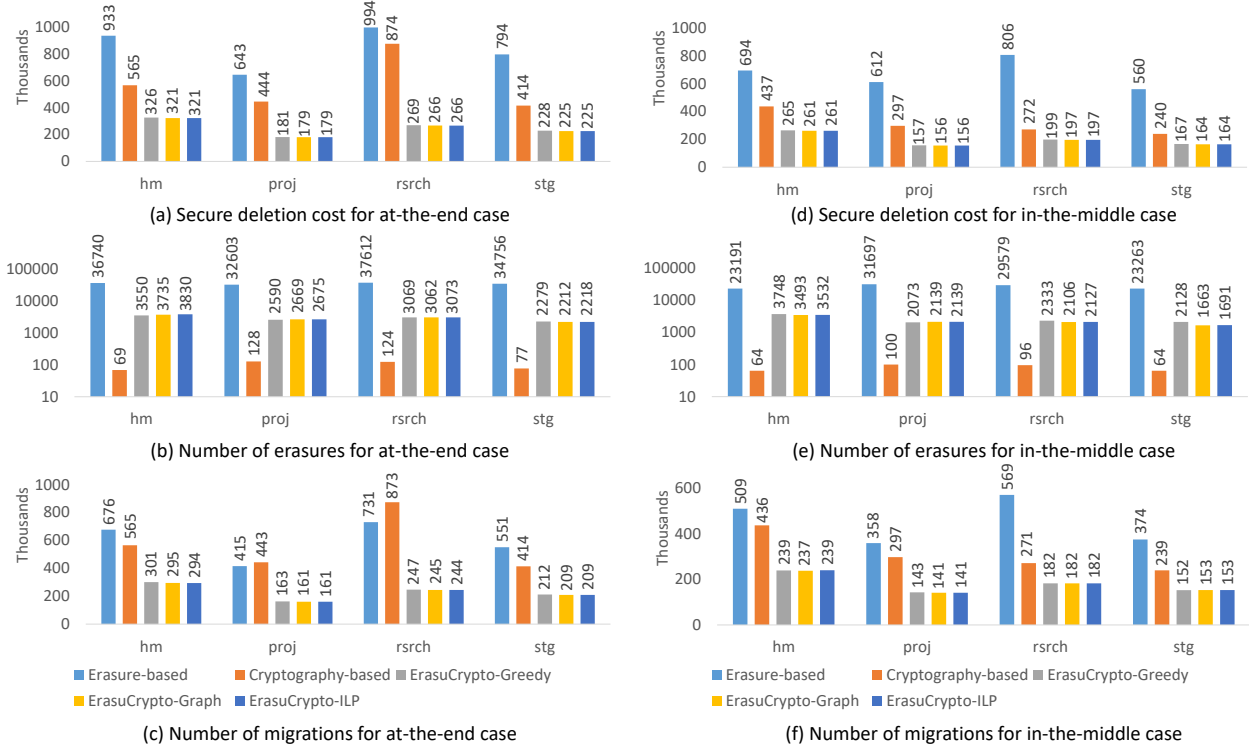 Thousands
1000
800
600
400
200
0
933 565 326 321 321
643 444 181 179 179
994 874 269 266 266
794 414 228 225 225
hm proj rsrch stg
(a) Secure deletion cost for at-the-end case
100000
10000
1000
100
10
36740 69 3550 3735 3830
32603 128 2590 2669 2675
37612 124 3069 3062 3073
34756 77 2279 2212 2218
hm proj rsrch stg
(b) Number of erasures for at-the-end case
Thousands
1000
800
600
400
200
0
676 565 301 295 294
415 443 163 161 161
731 873 247 245 244
551 414 212 209 209
hm proj rsrch stg
Erasure-based Cryptography-based ErasuCrypto-Greedy
ErasuCrypto-Graph ErasuCrypto-ILP
(c) Number of migrations for at-the-end case
Thousands
1000
800
600
400
200
0
694 437 265 261 261
612 297 157 156 156
806 272 199 197 197
560 240 167 164 164
hm proj rsrch stg
(d) Secure deletion cost for in-the-middle case
100000
10000
1000
100
10
23191 64 3748 3493 3532
31697 100 2073 2139 2139
29579 96 2333 2106 2127
23263 64 2128 1663 1691
hm proj rsrch stg
(e) Number of erasures for in-the-middle case
Thousands
600
400
200
0
509 436 239 237 239
358 297 143 141 141
569 271 182 182 182
374 239 152 153 153
hm proj rsrch stg
Erasure-based Cryptography-based ErasuCrypto-Greedy
ErasuCrypto-Graph ErasuCrypto-ILP
(f) Number of migrations for in-the-middle case